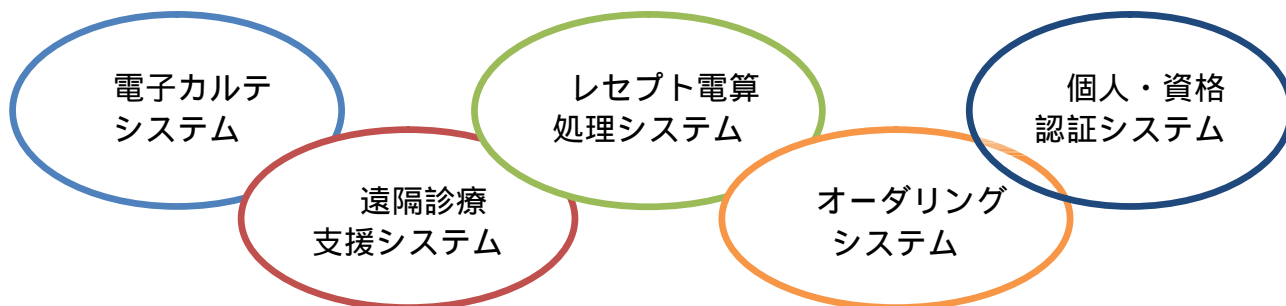 電子カルテ
システム
遠隔診療
支援システム
レセプト電算
処理システム
オーダリング
システム
個人・資格
認証システム